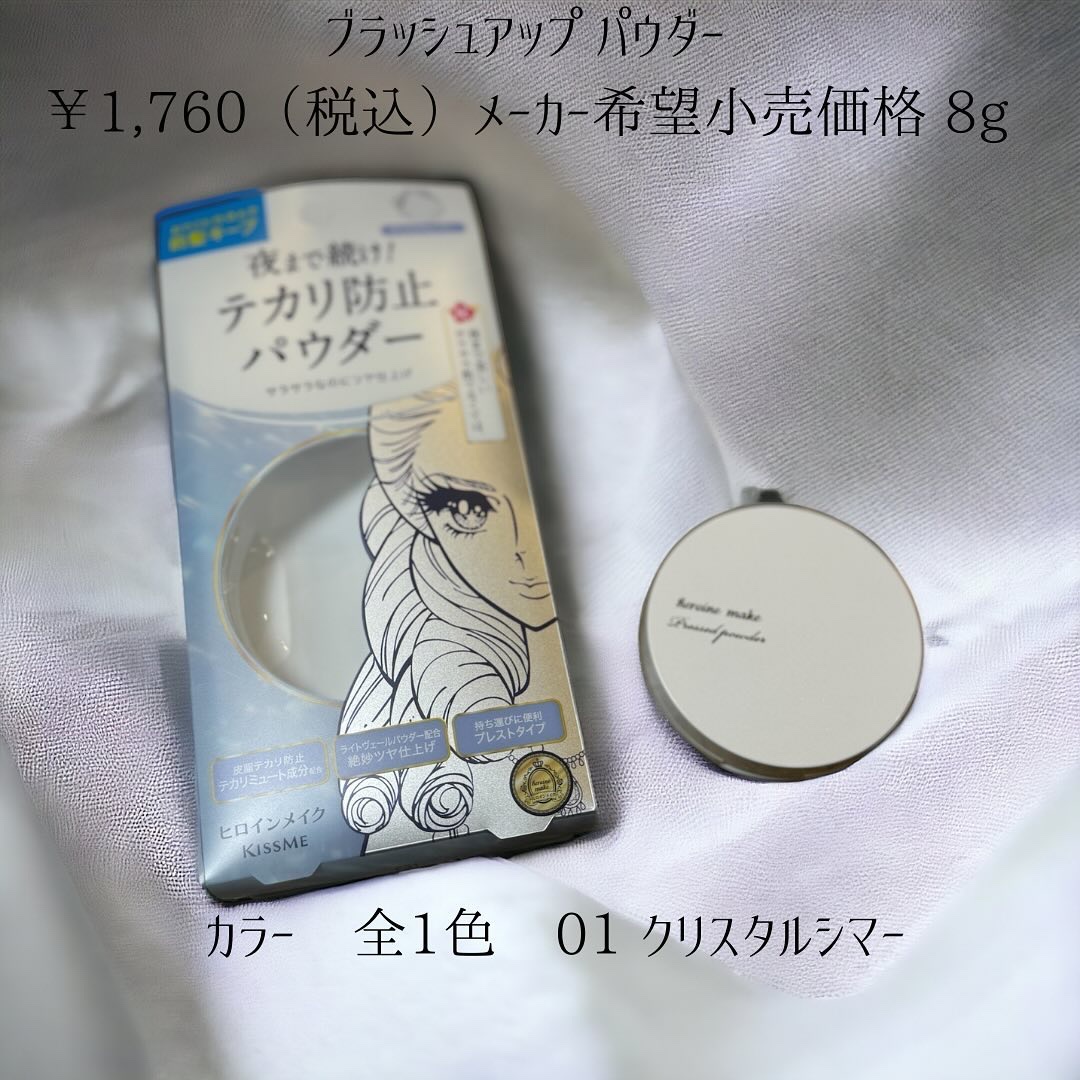 ブラッシュアップ パウダー
￥1,760（税込）メーカー希望小売価格 8g
夜まで続け!
テカリ防止
パウダー
サラサラなのにツヤ仕上げ
heroine make
Pressed powder
皮脂テカリ防止
テカリミュート成分配合
ライトヴェールパウダー配合
絶妙ツヤ仕上げ
持ち運びに便利
プレストタイプ
heroine
make
ヒロインメイク
KISSME
カラー 全1色 01 クリスタルシマー